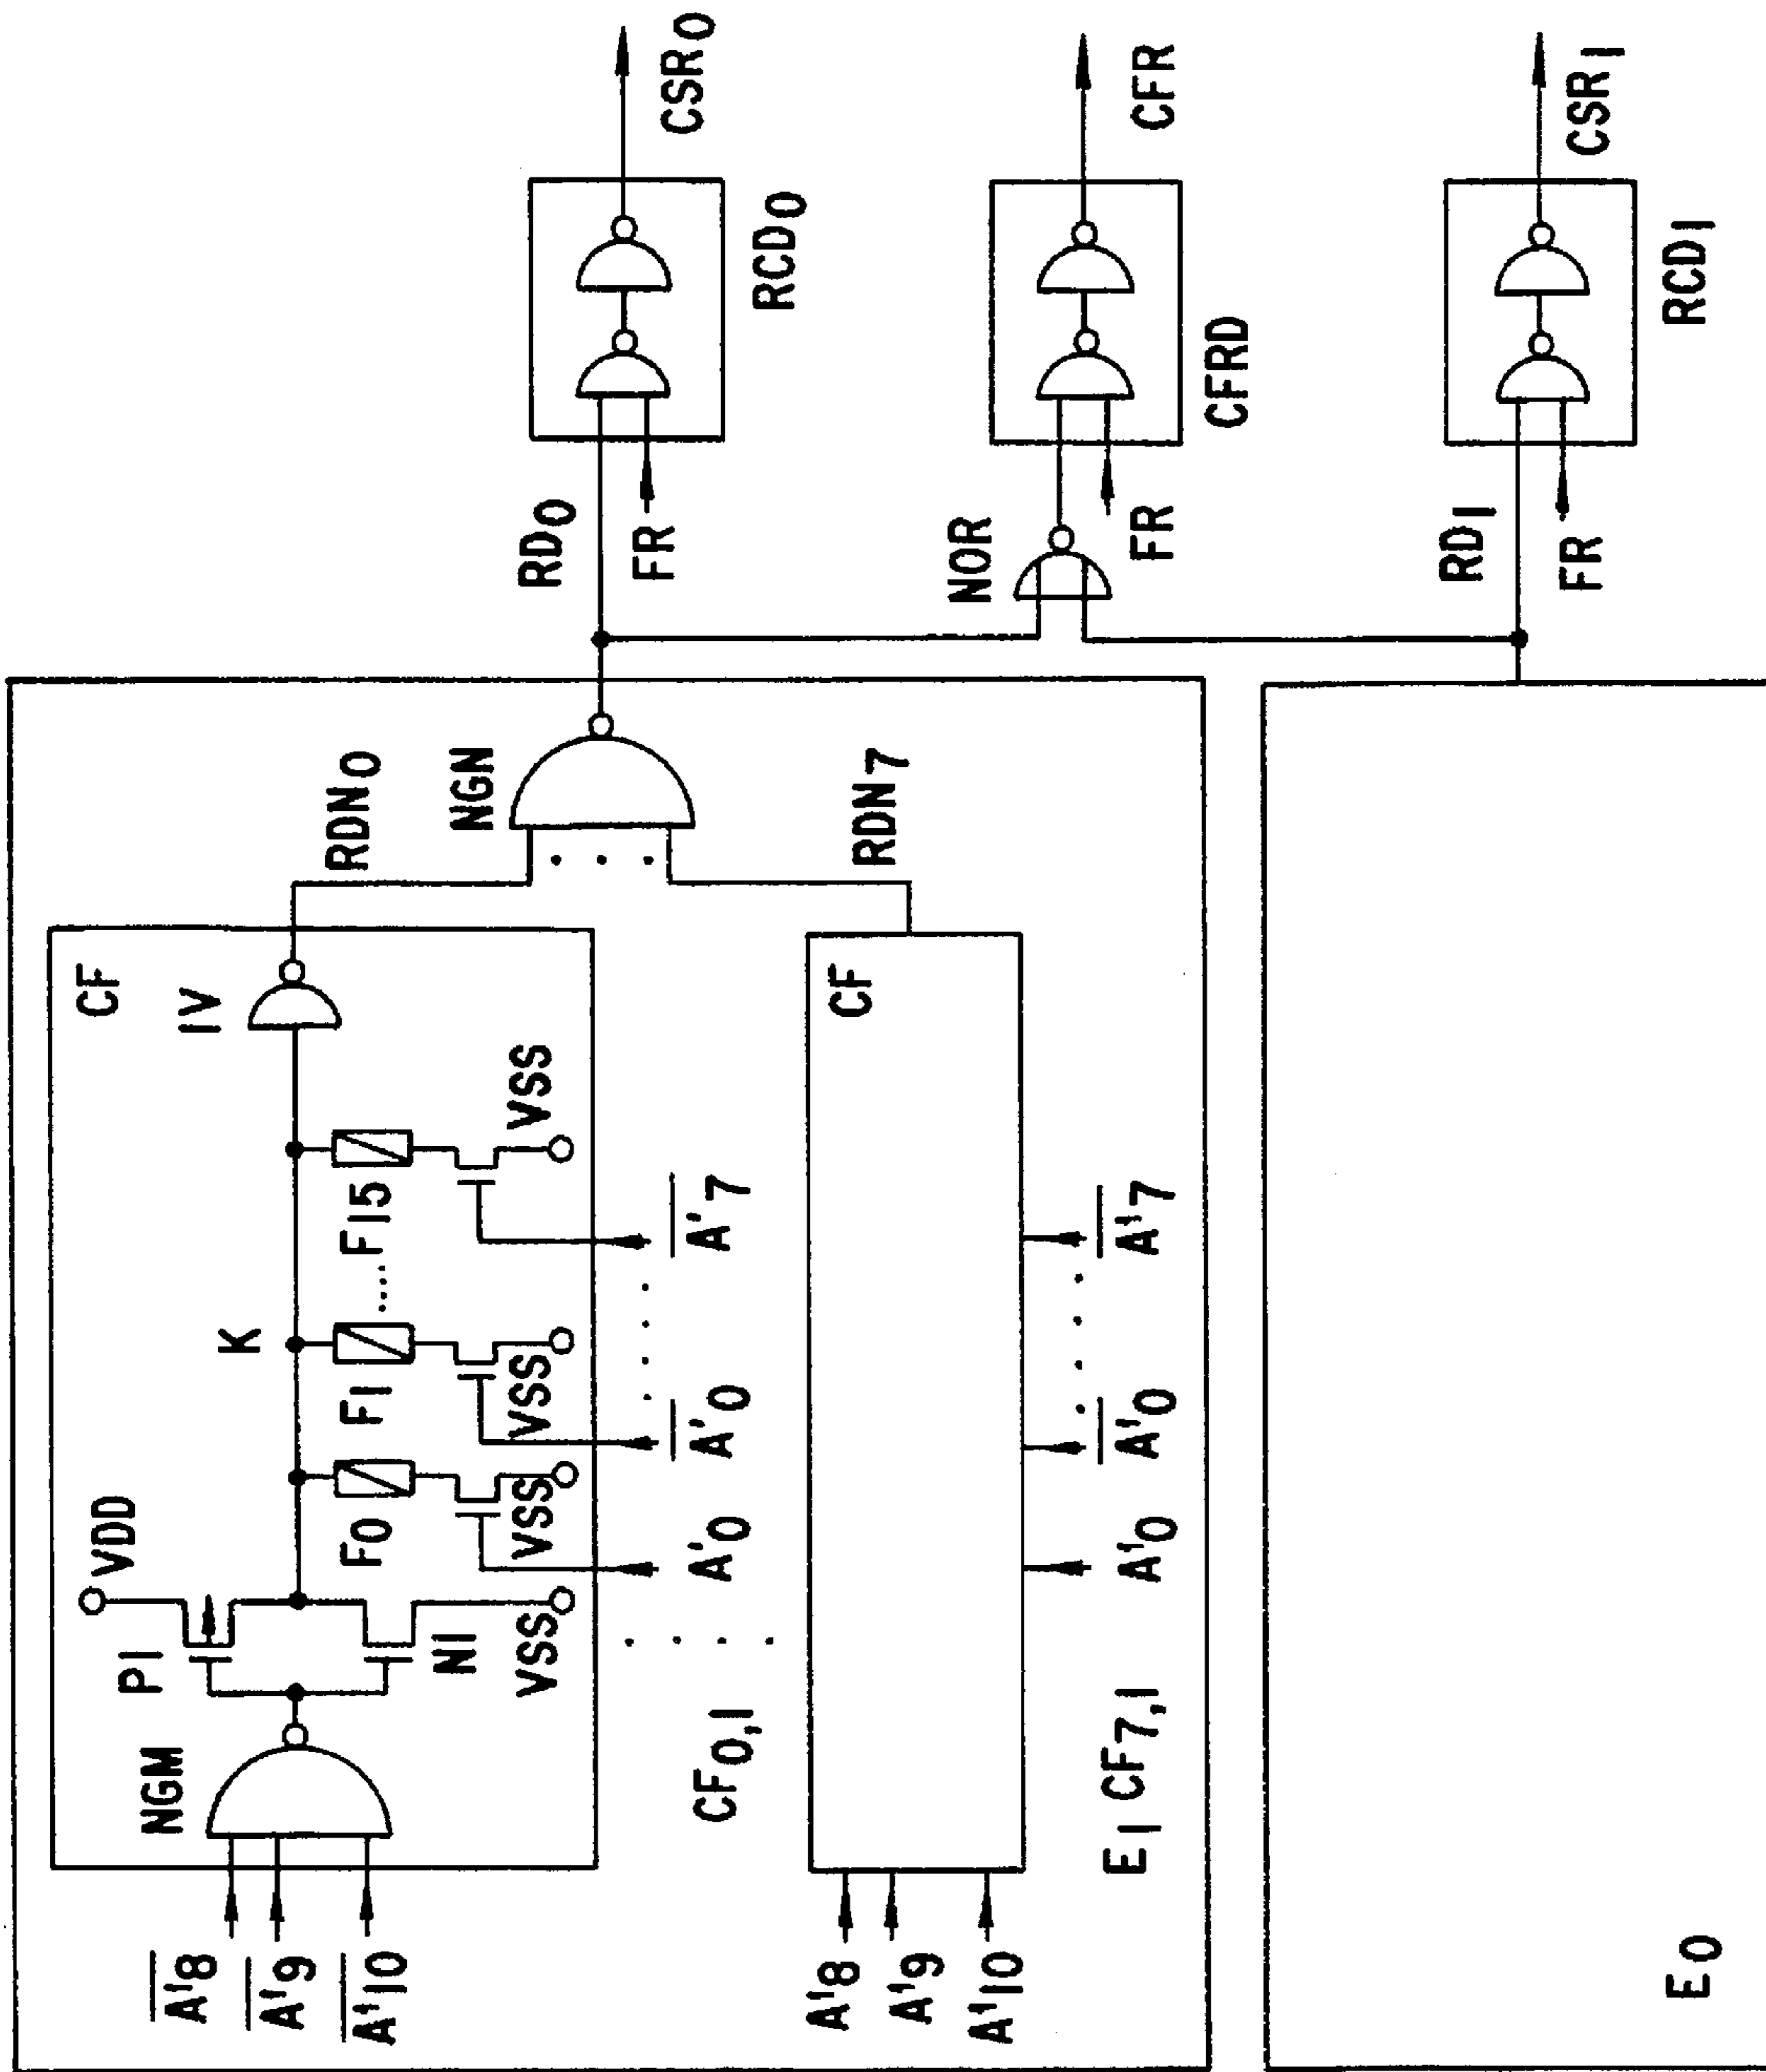 CF
VDD
P1
K
IV
NGM
N1
F0
F1
.....
F15
VSS
VSS
VSS
VSS
A'8
A'9
A'10
A'0
A'0
A'7
CF0,1
RDN0
NGN
RDN7
CF
A'8
A'9
A'10
A'0
A'0
A'7
E1 CF7,1
E0
RD0
FR
RCD0
CSR0
NOR
FR
CFRD
CFR
RD1
FR
RCD1
CSR1